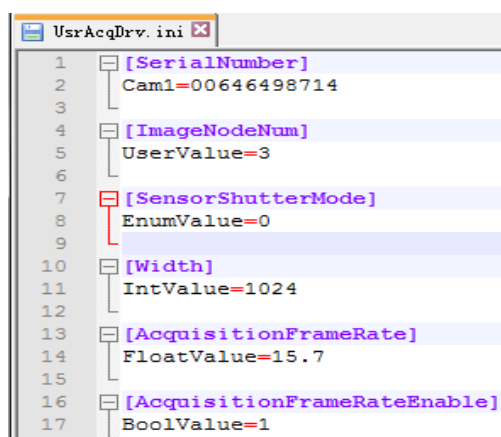 UsrAcqDrv.ini
1 [SerialNumber]
2 Cam1=00646498714
3
4 [ImageNodeNum]
5 UserValue=3
6
7 [SensorShutterMode]
8 EnumValue=0
9
10 [Width]
11 IntValue=1024
12
13 [AcquisitionFrameRate]
14 FloatValue=15.7
15
16 [AcquisitionFrameRateEnable]
17 BoolValue=1